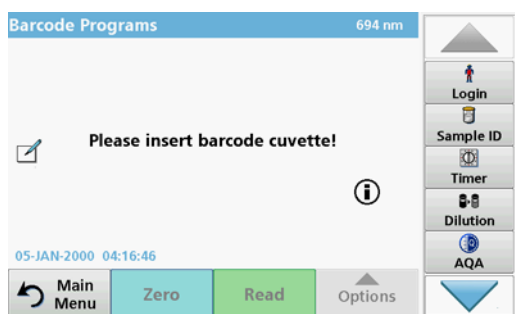 Barcode Programs 694 nm
Please insert barcode cuvette!
05-JAN-2000 04:16:46
Main
Menu
Zero
Read
Options
Login
Sample ID
Timer
Dilution
AQA